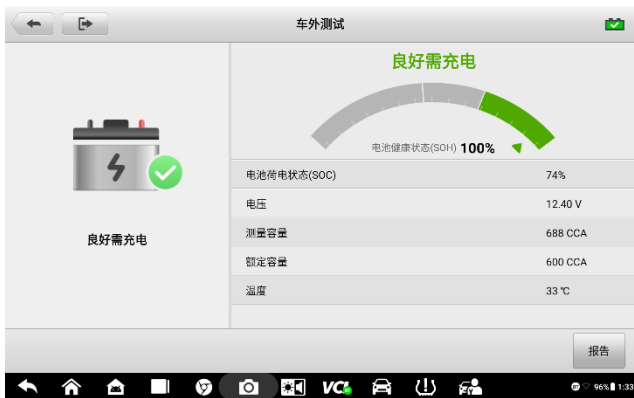 车外测试
良好需充电
电池健康状态(SOH) 100%
良好需充电
电池荷电状态(SOC) 74%
电压 12.40 V
测量容量 688 CCA
额定容量 600 CCA
温度 33 ℃
报告
VCI
96% 1:33